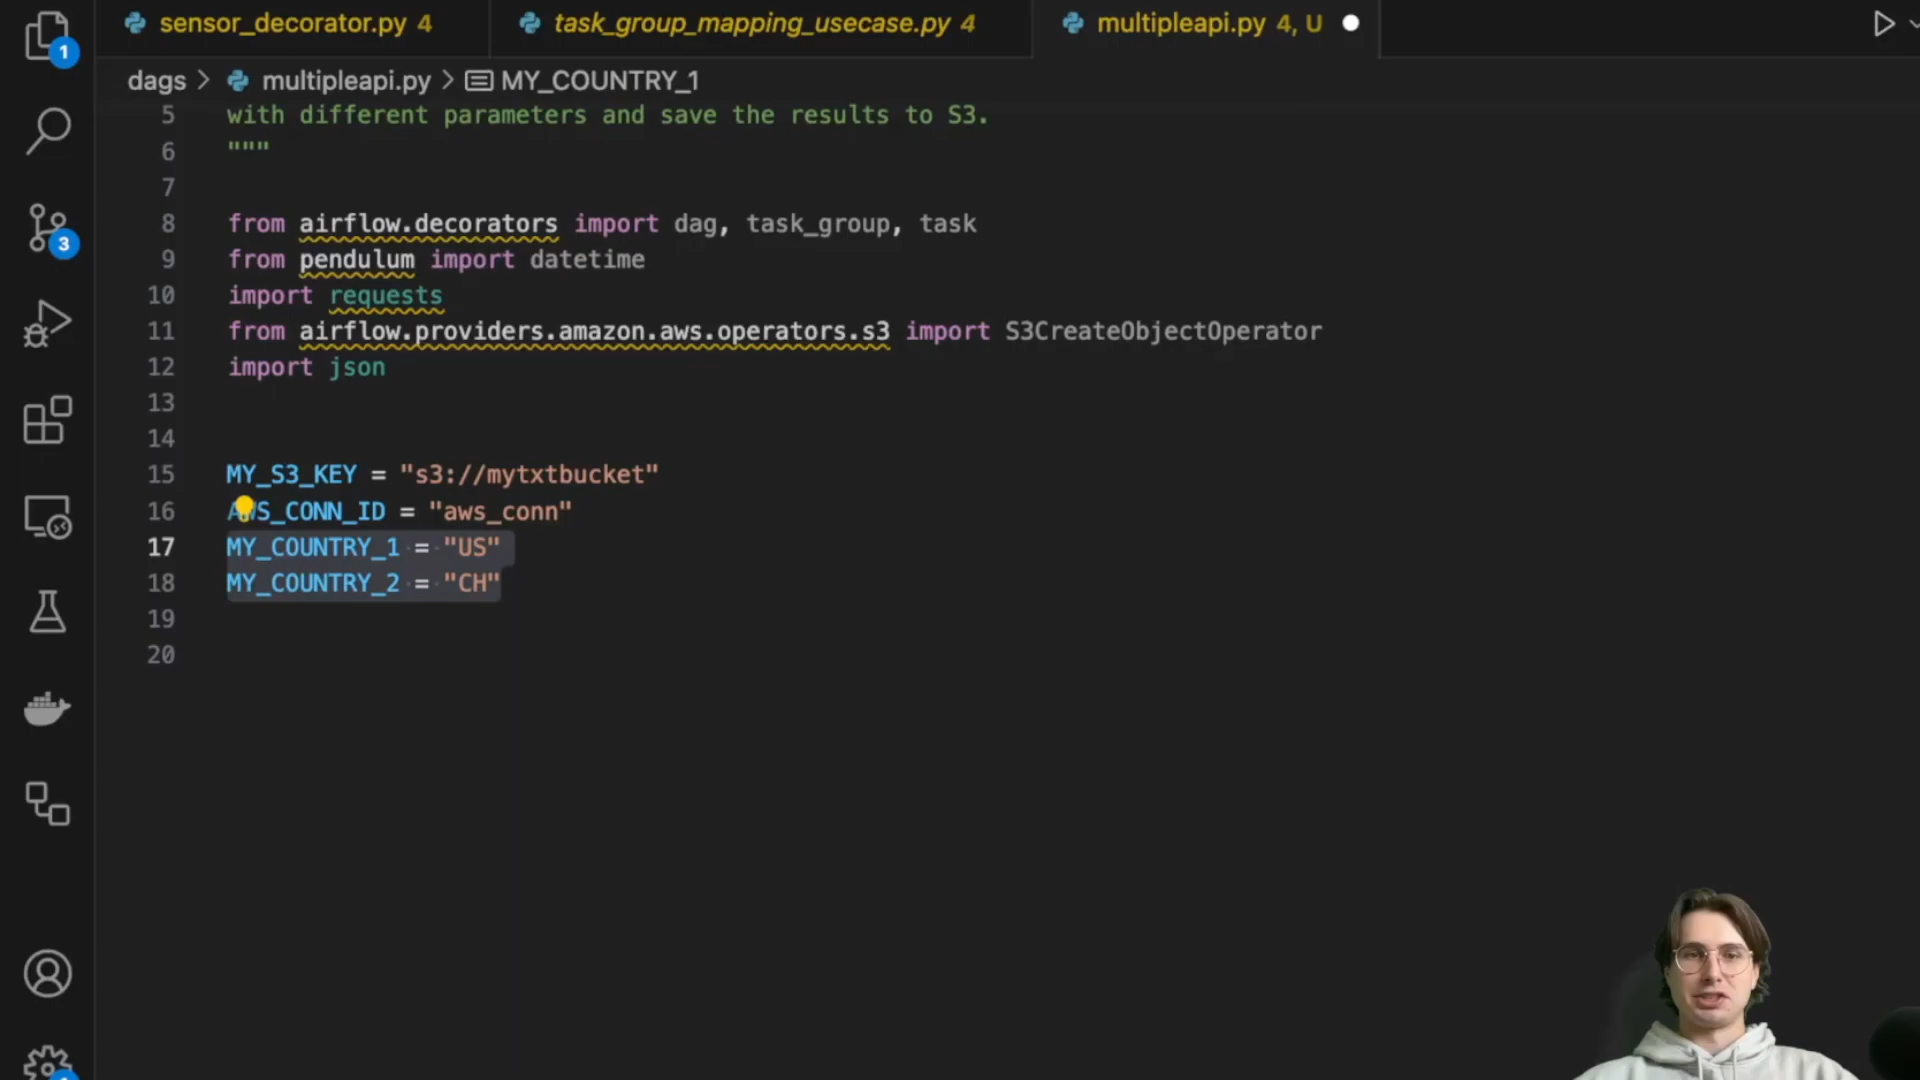 sensor_decorator.py 4
task_group_mapping_usecase.py 4
multipleapi.py 4, U
1
dags > multipleapi.py > MY_COUNTRY_1
5 with different parameters and save the results to S3.
6 """
7
3
8 from airflow.decorators import dag, task_group, task
9 from pendulum import datetime
10 import requests
11 from airflow.providers.amazon.aws.operators.s3 import S3CreateObjectOperator
12 import json
13
14
15 MY_S3_KEY = "s3://mytxtbucket"
16 AWS_CONN_ID = "aws_conn"
17 MY_COUNTRY_1 = "US"
18 MY_COUNTRY_2 = "CH"
19
20